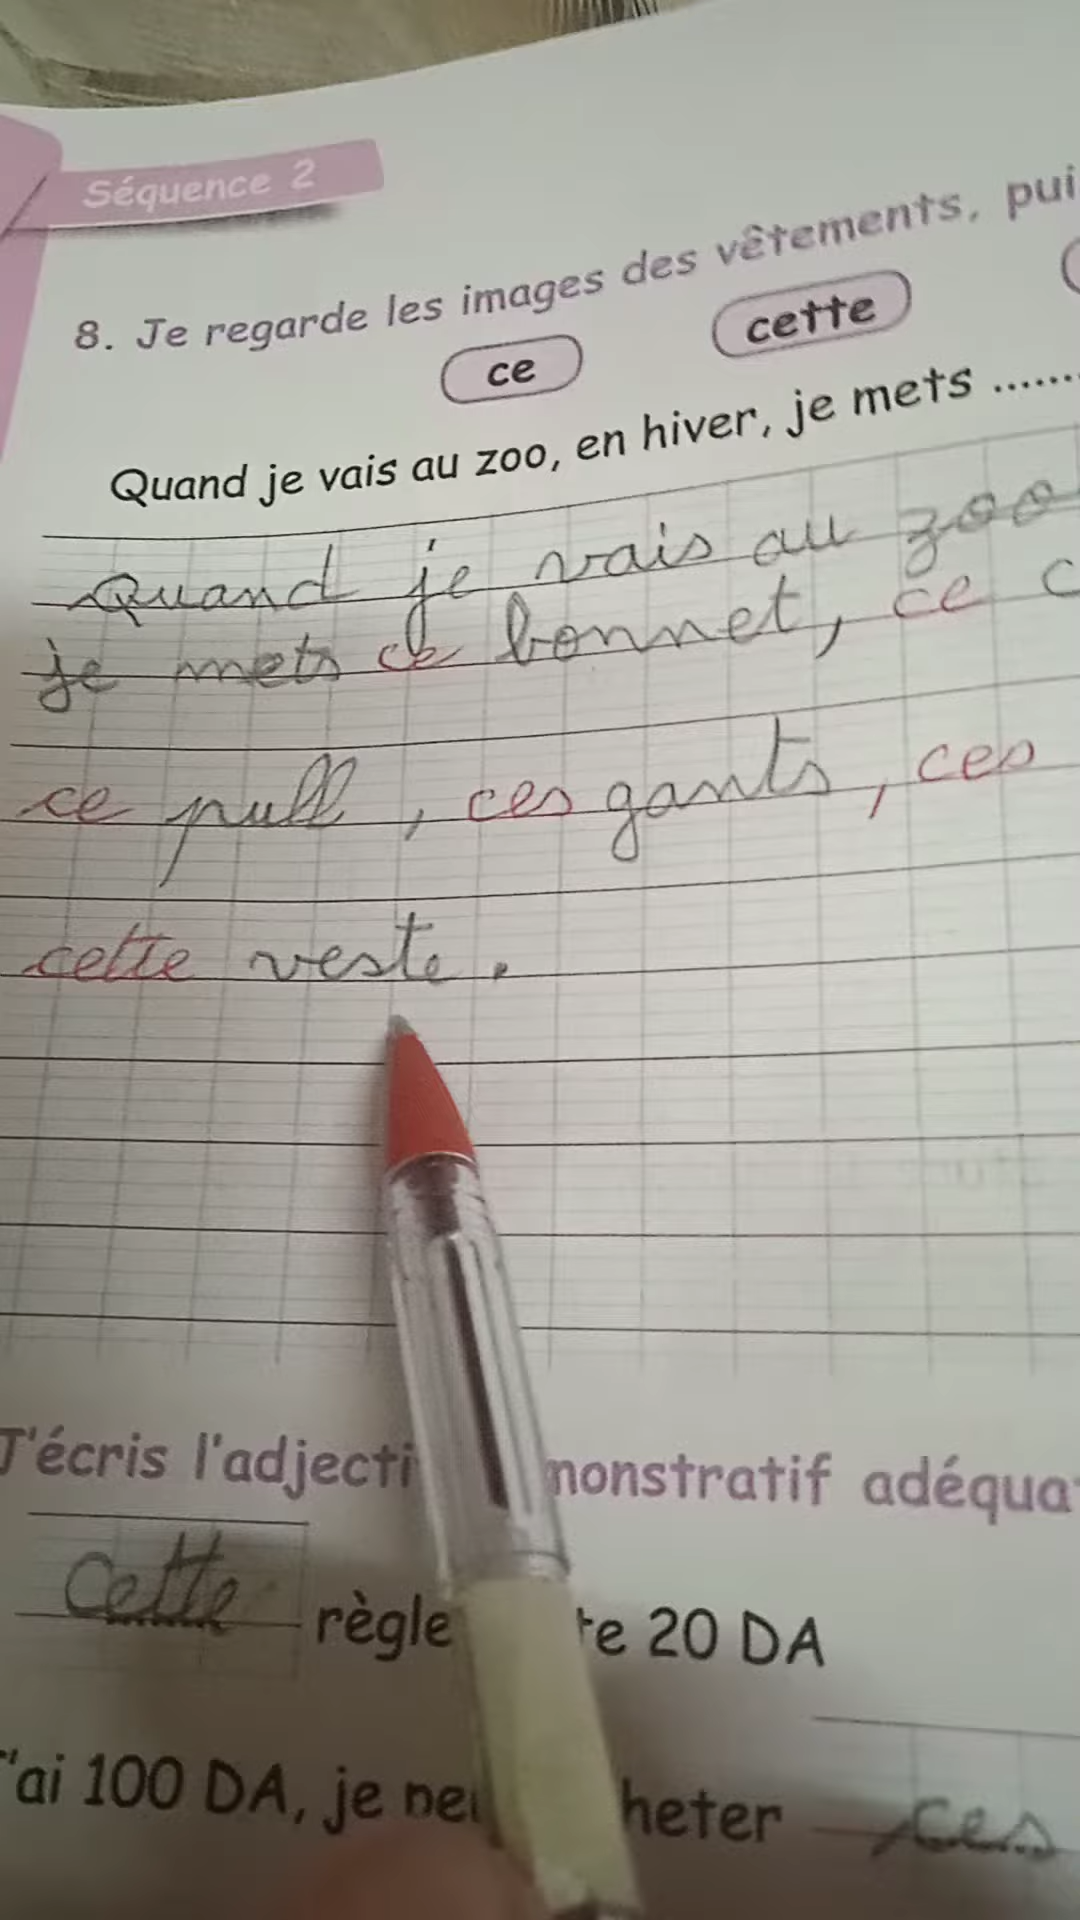 Séquence 2
8. Je regarde les images des vêtements, pui
ce cette
Quand je vais au zoo, en hiver, je mets .......
Quand je vais au zoo
je mets ce bonnet, ce c
ce pull, ces gants, ces
cette veste.
J'écris l'adjecti monstratif adéqua
Cette règle te 20 DA
'ai 100 DA, je ne heter ces